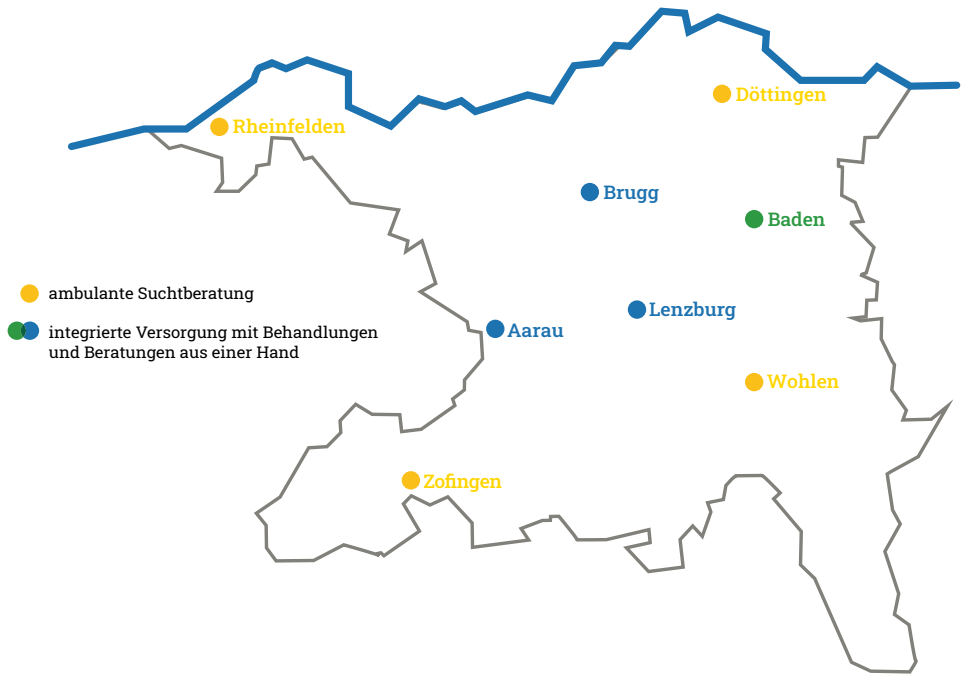 Döttingen
Rheinfelden
Brugg
Baden
ambulante Suchtberatung
Lenzburg
Aarau
integrierte Versorgung mit Behandlungen
und Beratungen aus einer Hand
Wohlen
Zofingen